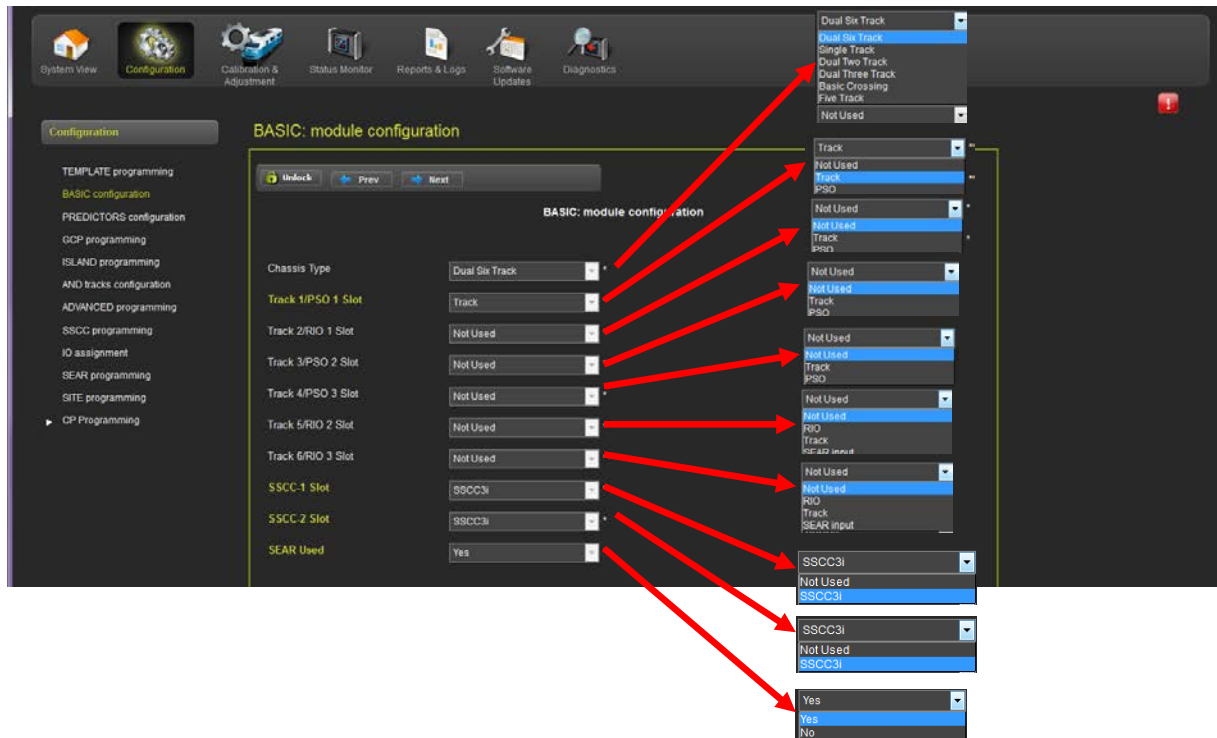 System View
Configuration
Calibration &
Adjustment
Status Monitor
Reports & Logs
Software
Updates
Diagnostics
Configuration
TEMPLATE programming
BASIC configuration
PREDICTORS configuration
GCP programming
ISLAND programming
AND tracks configuration
ADVANCED programming
SSCC programming
IO assignment
SEAR programming
SITE programming
CP Programming
BASIC: module configuration
Unlock
Prev
Next
BASIC: module configuration
Chassis Type Dual Six Track *
Track 1/PSO 1 Slot Track
Track 2/RIO 1 Slot Not Used
Track 3/PSO 2 Slot Not Used
Track 4/PSO 3 Slot Not Used *
Track 5/RIO 2 Slot Not Used
Track 6/RIO 3 Slot Not Used
SSCC-1 Slot SSCC3i
SSCC-2 Slot SSCC3i *
SEAR Used Yes
Dual Six Track
Dual Six Track
Single Track
Dual Two Track
Dual Three Track
Basic Crossing
Five Track
Not Used
Track
Not Used
Track
PSO
Not Used *
Not Used
Track *
PSO
Not Used
Not Used
Track
PSO
Not Used
Not Used
Track
PSO
Not Used
Not Used
RIO
Track
SEAR input
Not Used
Not Used
RIO
Track
SEAR input
SSCC3i
Not Used
SSCC3i
SSCC3i
Not Used
SSCC3i
Yes
Yes
No